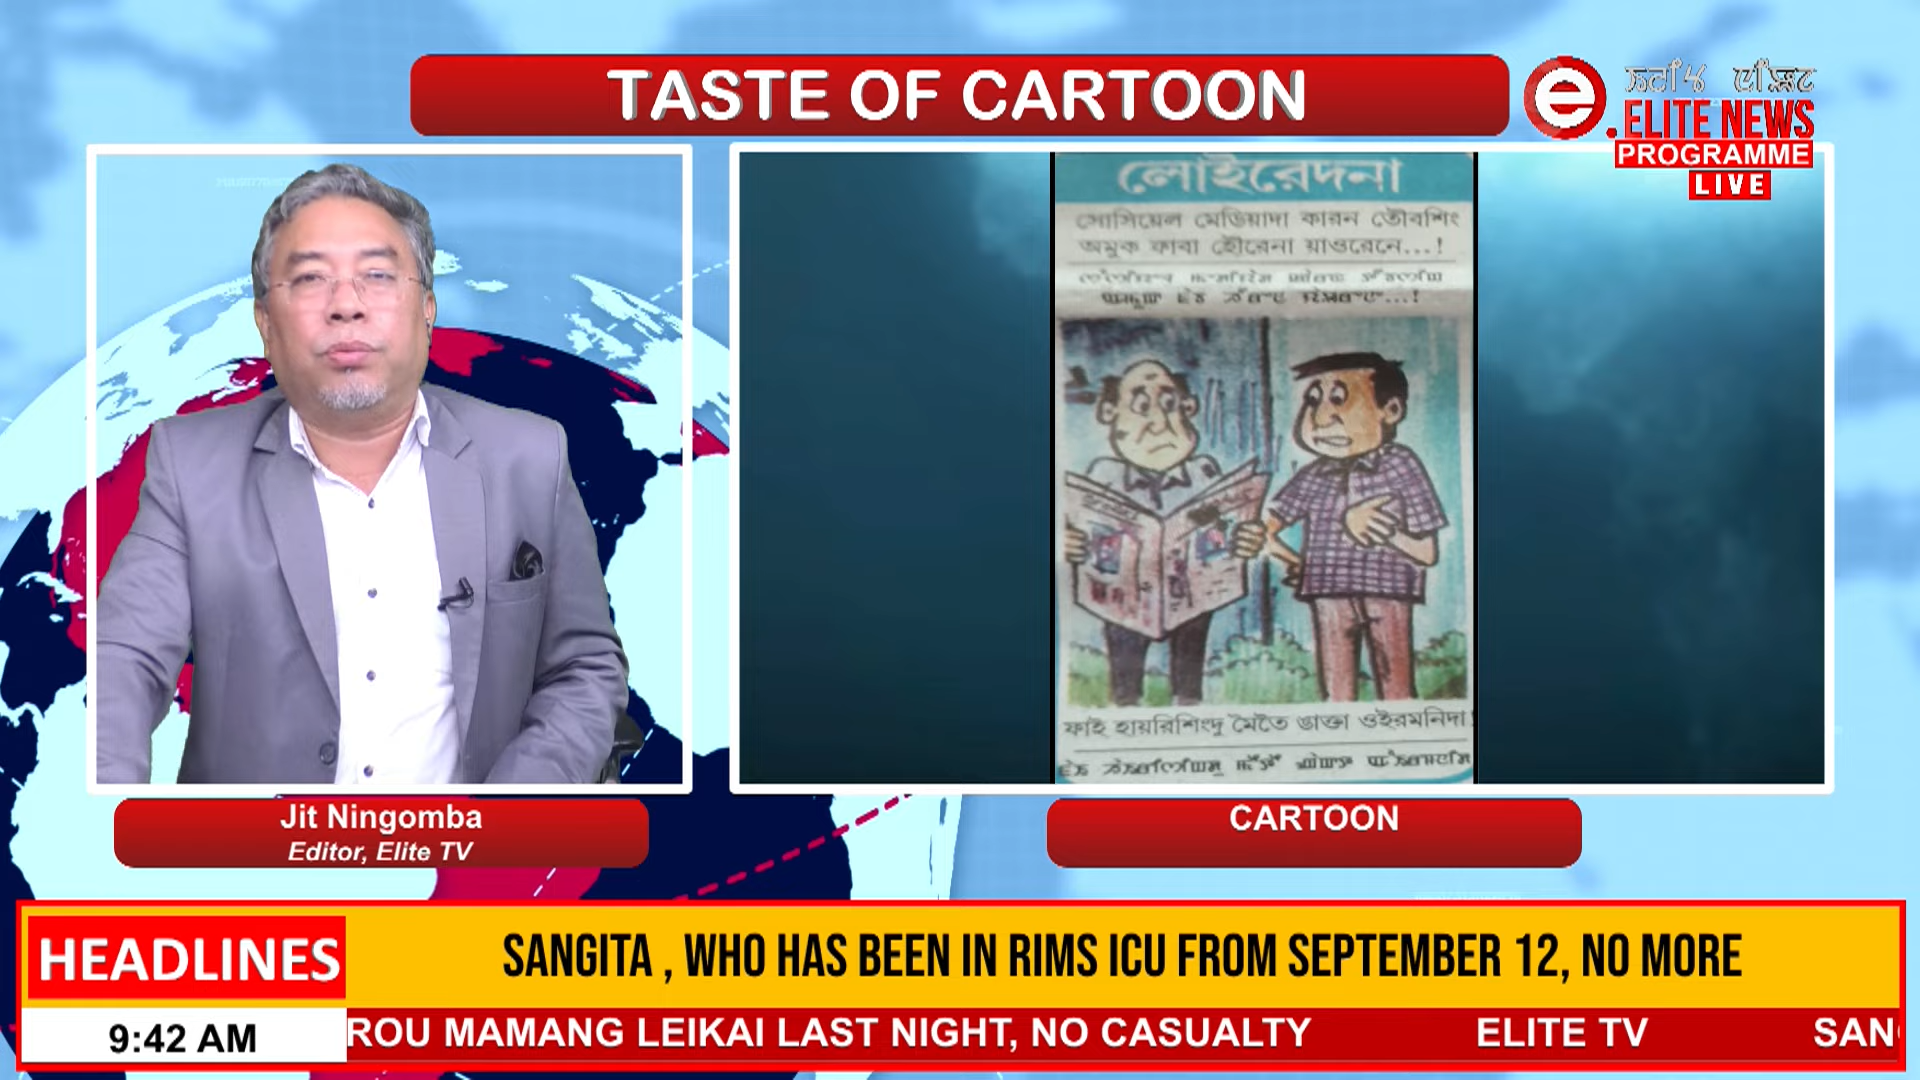 TASTE OF CARTOON
e
ELITE NEWS
PROGRAMME
LIVE
লোইরেদনা
সোসিয়েল মেডিয়াদা কারন তৌবশিং
অমুক ফাবা হৌরেনা য়াওরেনে...!
ফাই হায়রিশিংদু মৈতৈ ঙাক্তা ওইরমনিদা!
Jit Ningomba
Editor, Elite TV
CARTOON
HEADLINES
SANGITA , WHO HAS BEEN IN RIMS ICU FROM SEPTEMBER 12, NO MORE
9:42 AM
ROU MAMANG LEIKAI LAST NIGHT, NO CASUALTY ELITE TV SAN